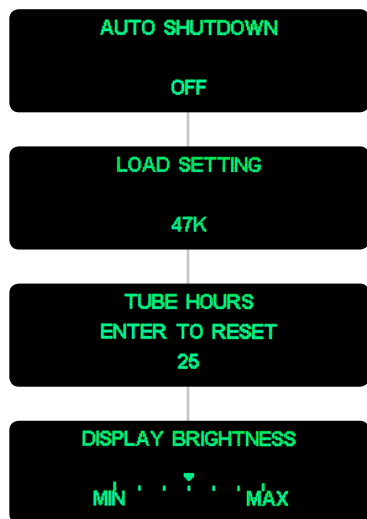 AUTO SHUTDOWN
OFF
LOAD SETTING
47K
TUBE HOURS
ENTER TO RESET
25
DISPLAY BRIGHTNESS
MIN MAX